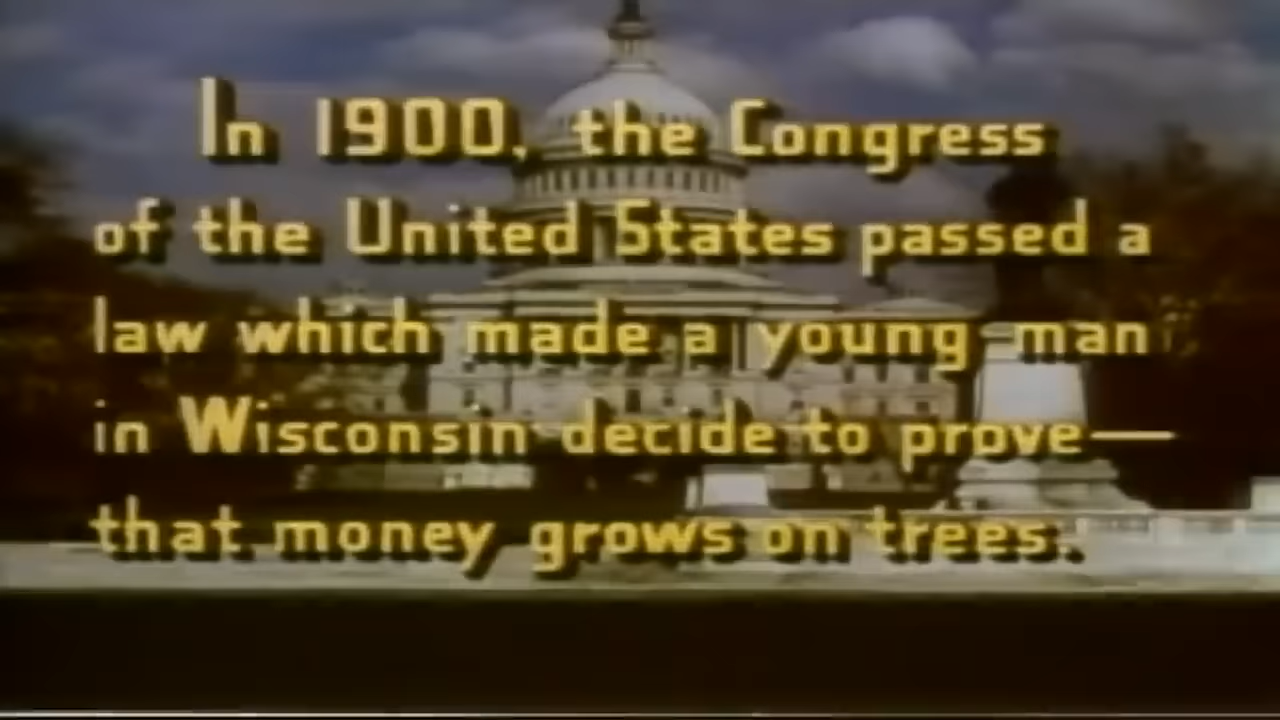 In 1900, the Congress
of the United States passed a
law which made a young man
in Wisconsin decide to prove—
that money grows on trees.